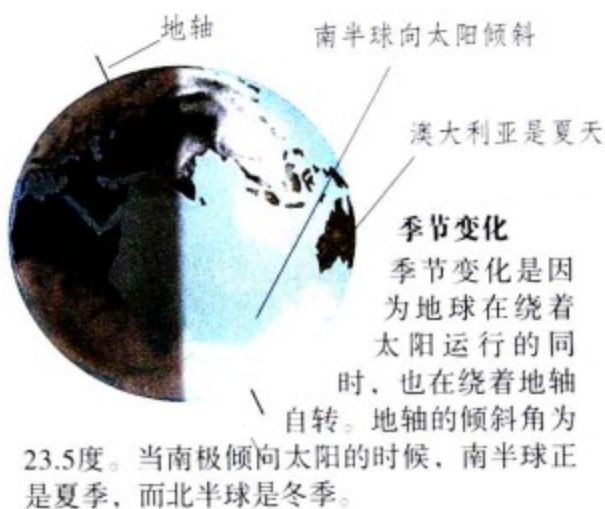 地轴
南半球向太阳倾斜
澳大利亚是夏天
季节变化
季节变化是因
为地球在绕着
太阳运行的同
时，也在绕着地轴
自转。地轴的倾斜角为
23.5度。当南极倾向太阳的时候，南半球正
是夏季，而北半球是冬季。